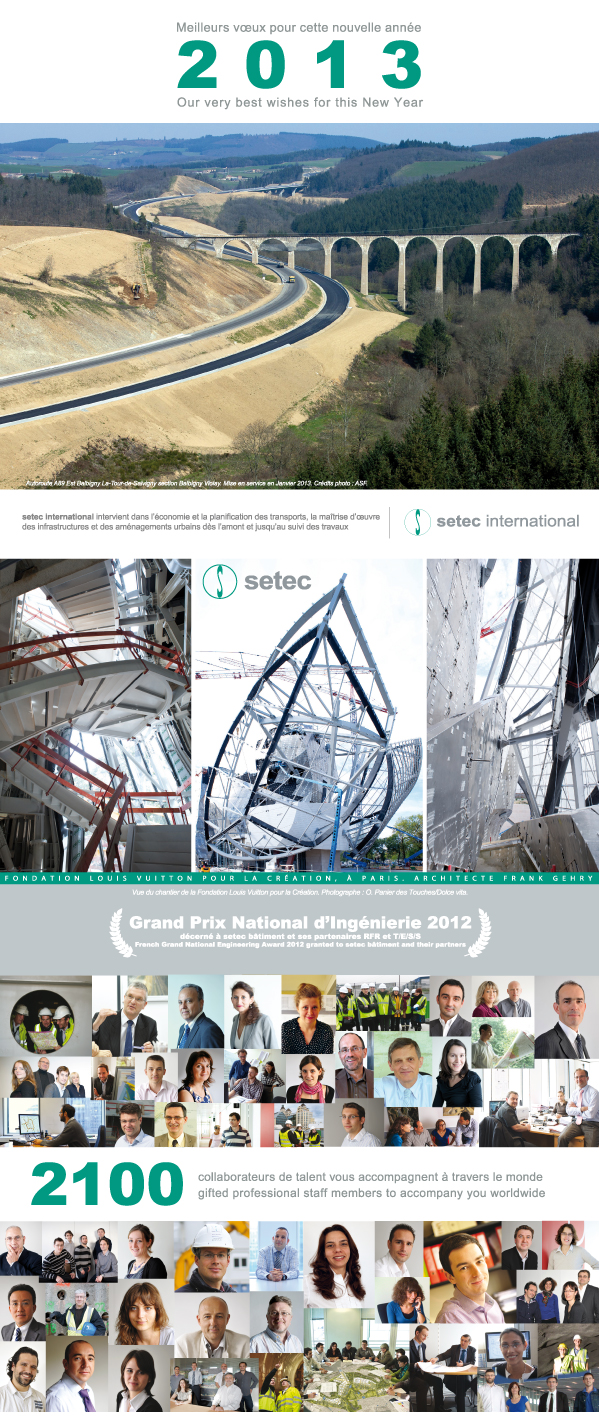 Meilleurs vœux pour cette nouvelle année
2013
Our very best wishes for this New Year
Autoroute A89 Est Balbigny La-Tour-de-Salvigny section Balbigny Violay. Mise en service en Janvier 2013. Crédits photo : ASF.
setec international intervient dans l'économie et la planification des transports, la maîtrise d'œuvre
des infrastructures et des aménagements urbains dès l'amont et jusqu'au suivi des travaux
setec international
setec
FONDATION LOUIS VUITTON POUR LA CRÉATION, À PARIS. ARCHITECTE FRANK GEHRY
Vue du chantier de la Fondation Louis Vuitton pour la Création. Photographe : O. Panier des Touches/Dolce vita.
Grand Prix National d'Ingénierie 2012
décerné à setec bâtiment et ses partenaires RFR et T/E/S/S
French Grand National Engineering Award 2012 granted to setec bâtiment and their partners
2100
collaborateurs de talent vous accompagnent à travers le monde
gifted professional staff members to accompany you worldwide